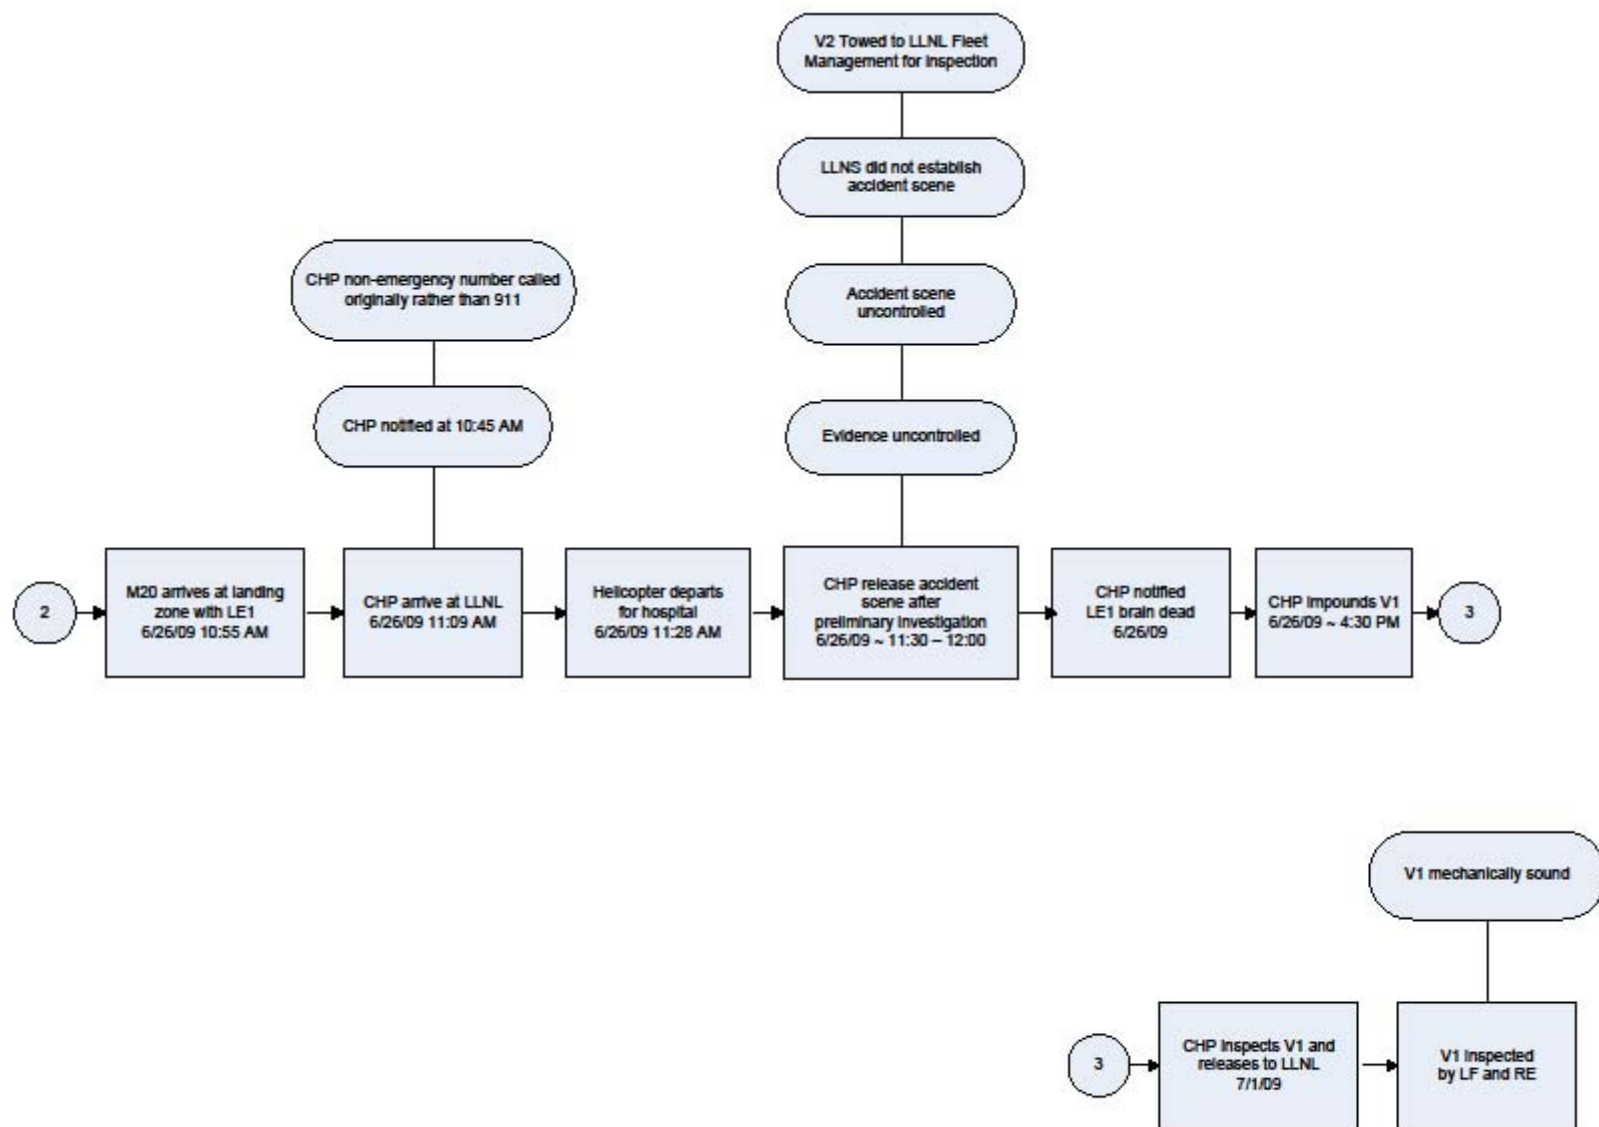 V2 Towed to LLNL Fleet
Management for Inspection
LLNS did not establish
accident scene
CHP non-emergency number called
originally rather than 911
Accident scene
uncontrolled
CHP notified at 10:45 AM
Evidence uncontrolled
2
M20 arrives at landing
zone with LE1
6/26/09 10:55 AM
CHP arrive at LLNL
6/26/09 11:09 AM
Helicopter departs
for hospital
6/26/09 11:28 AM
CHP release accident
scene after
preliminary investigation
6/26/09 ~ 11:30 – 12:00
CHP notified
LE1 brain dead
6/26/09
CHP impounds V1
6/26/09 ~ 4:30 PM
3
V1 mechanically sound
3
CHP inspects V1 and
releases to LLNL
7/1/09
V1 inspected
by LF and RE